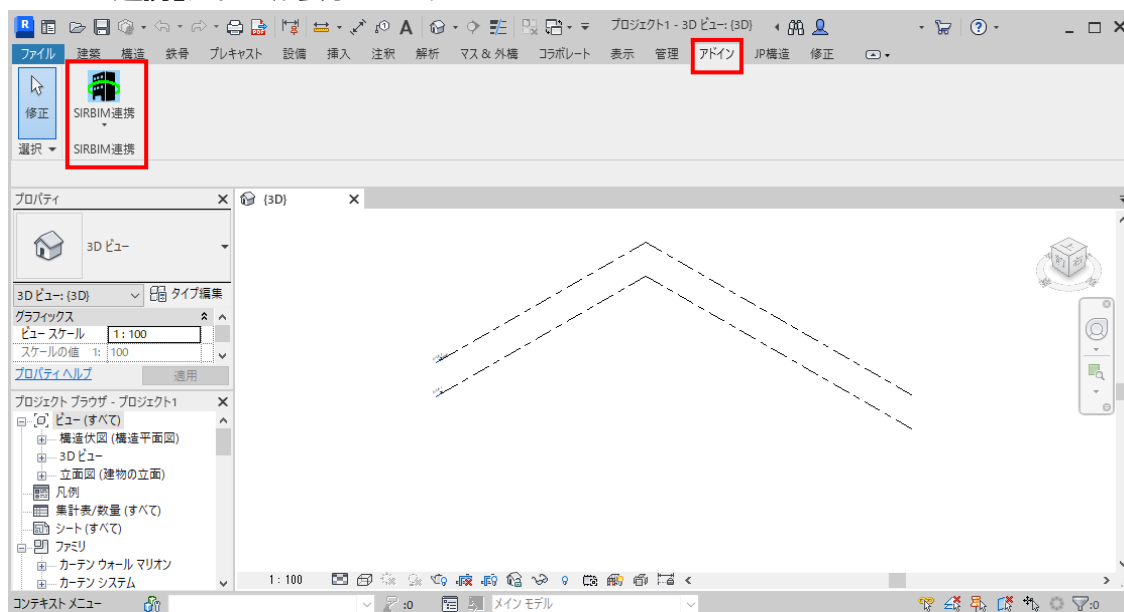 プロジェクト1 - 3D ビュー: {3D}
ファイル 建築 構造 鉄骨 プレキャスト 設備 挿入 注釈 解析 マス & 外構 コラボレート 表示 管理 アドイン JP構造 修正
修正 SIRBIM連携
選択 SIRBIM連携
プロパティ {3D}
3D ビュー
3D ビュー: {3D} タイプ編集
グラフィックス
ビュー スケール 1 : 100
スケールの値 1: 100
プロパティ ヘルプ 適用
プロジェクト ブラウザ - プロジェクト1
ビュー (すべて)
構造伏図 (構造平面図)
3D ビュー
立面図 (建物の立面)
凡例
集計表/数量 (すべて)
シート (すべて)
ファミリ
カーテン ウォール マリオン
カーテン システム
1 : 100
コンテキスト メニュー :0 メイン モデル :0